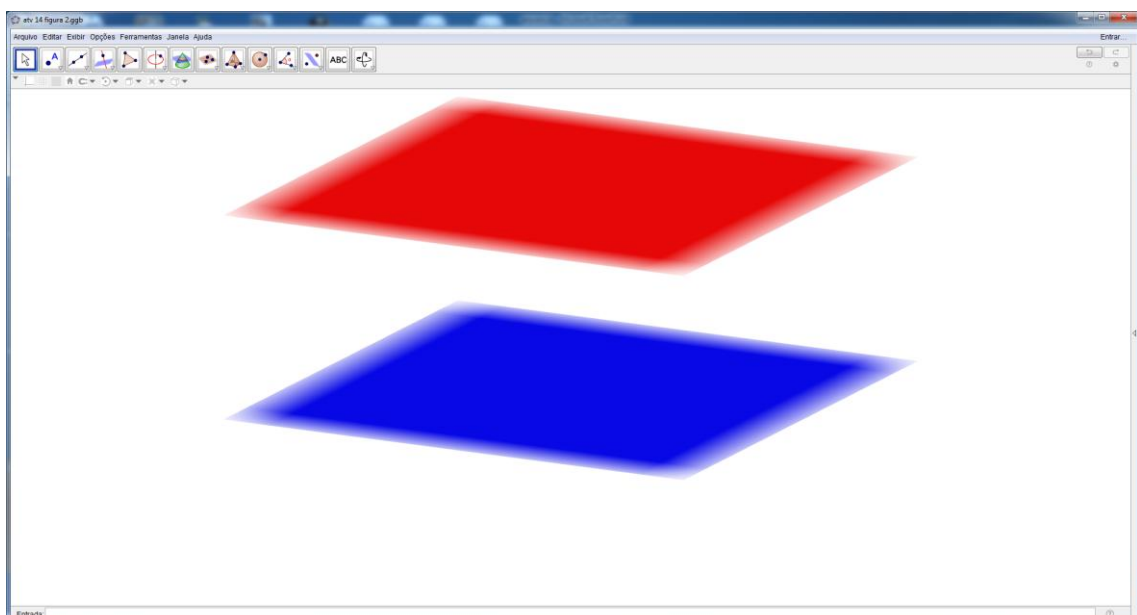 atv 14 figura 2.ggb
Arquivo Editar Exibir Opções Ferramentas Janela Ajuda
Entrar...
A
ABC
Entrada: